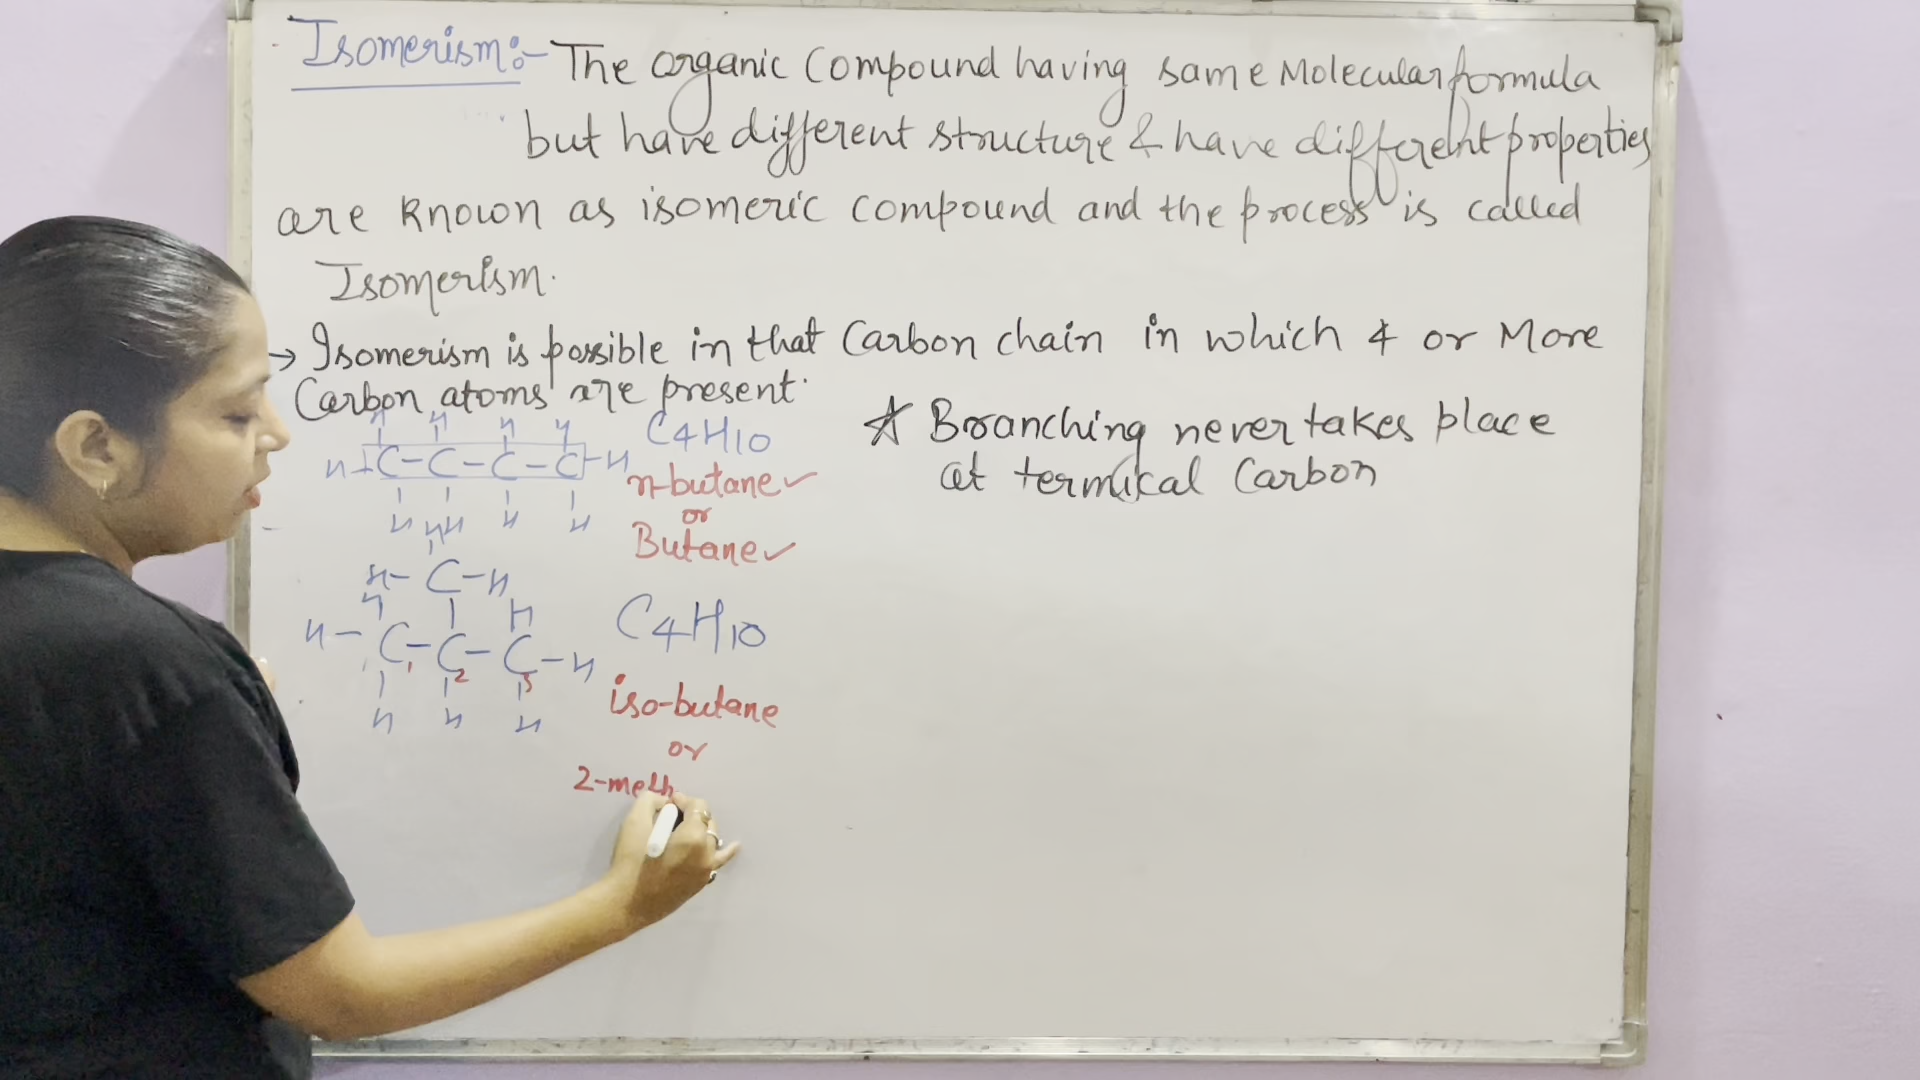 Isomerism:- The organic compound having same Molecular formula
but have different structure & have different properties
are known as isomeric compound and the process is called
Isomerism.
→ Isomerism is possible in that Carbon chain in which 4 or More
Carbon atoms are present.
H H H H
H-C-C-C-C-H
H H H H
C4H10
n-butane✓
or
Butane✓
H
H-C-H
H H
H-C-C-C-H
1 2 3
H H H
C4H10
iso-butane
or
2-meth
★ Branching never takes place
at termical Carbon